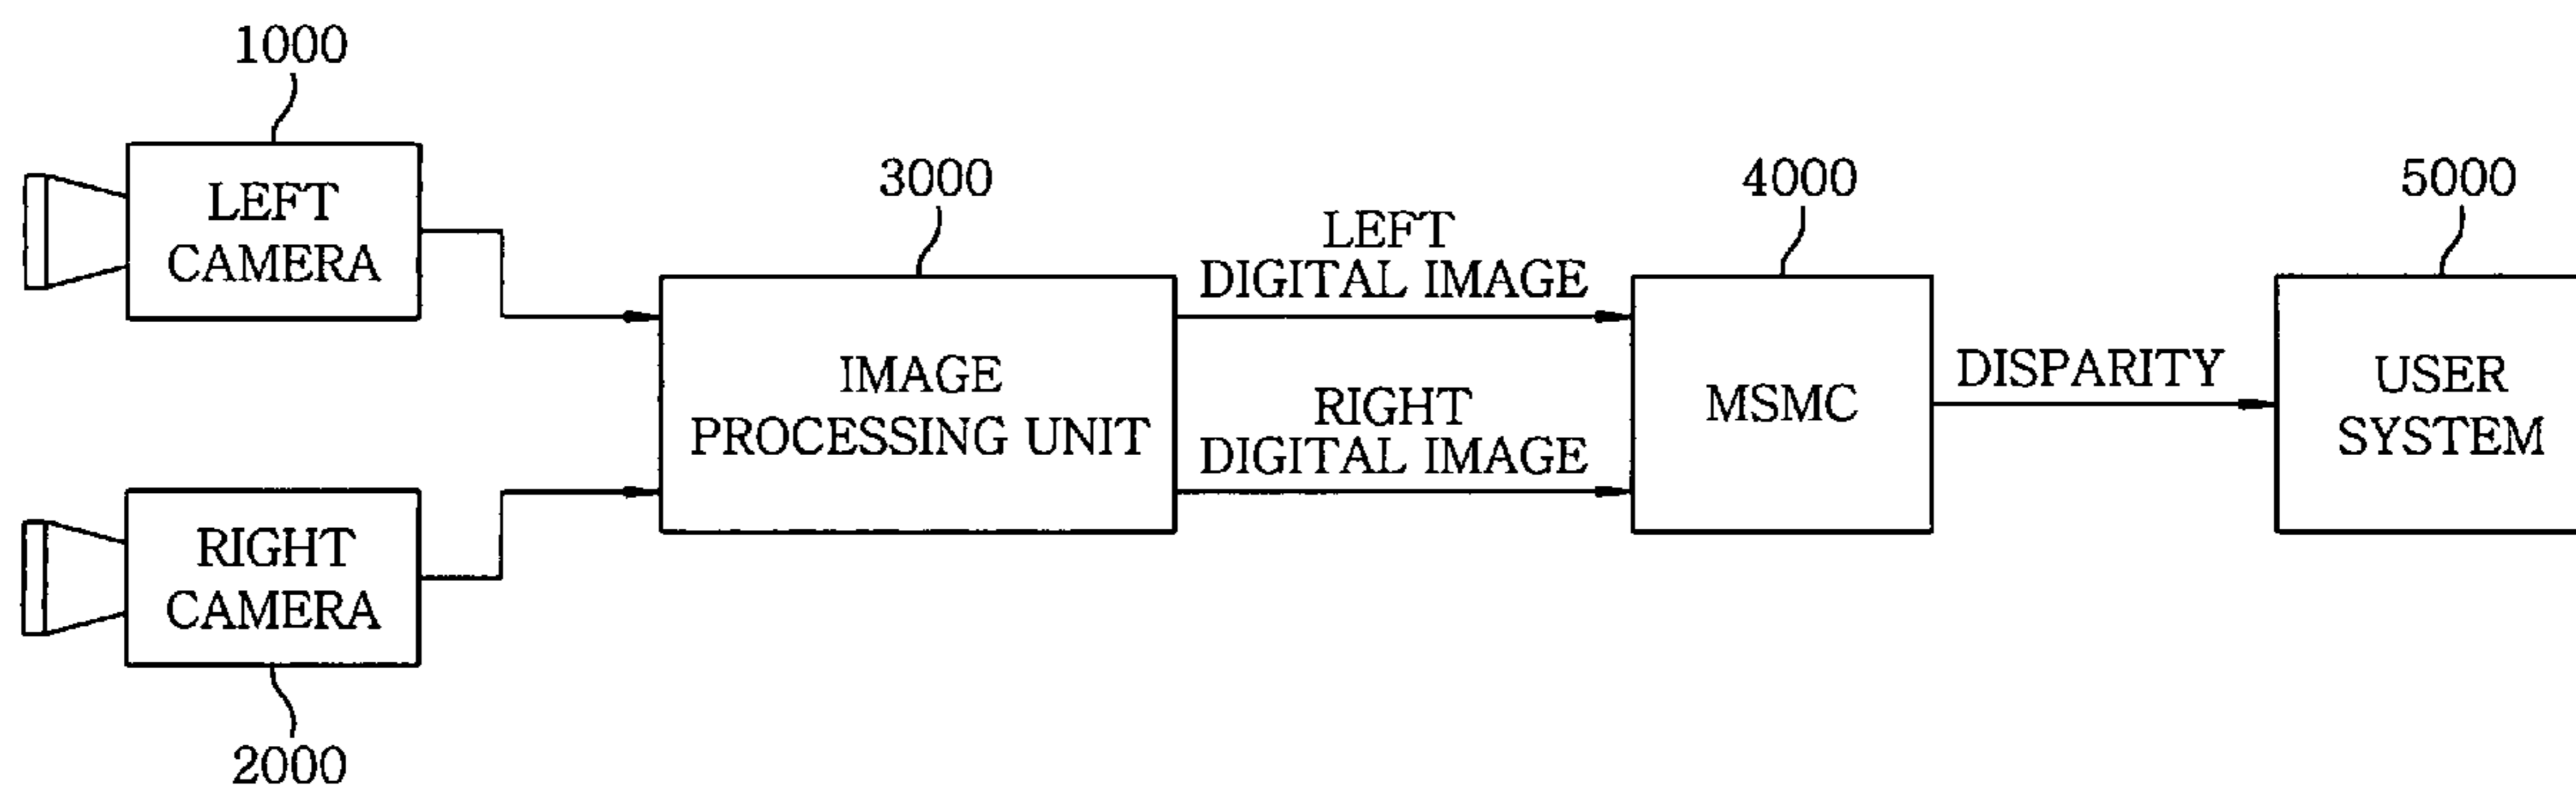 1000
LEFT
CAMERA
RIGHT
CAMERA
2000
3000
IMAGE
PROCESSING UNIT
LEFT
DIGITAL IMAGE
RIGHT
DIGITAL IMAGE
4000
MSMC
DISPARITY
5000
USER
SYSTEM